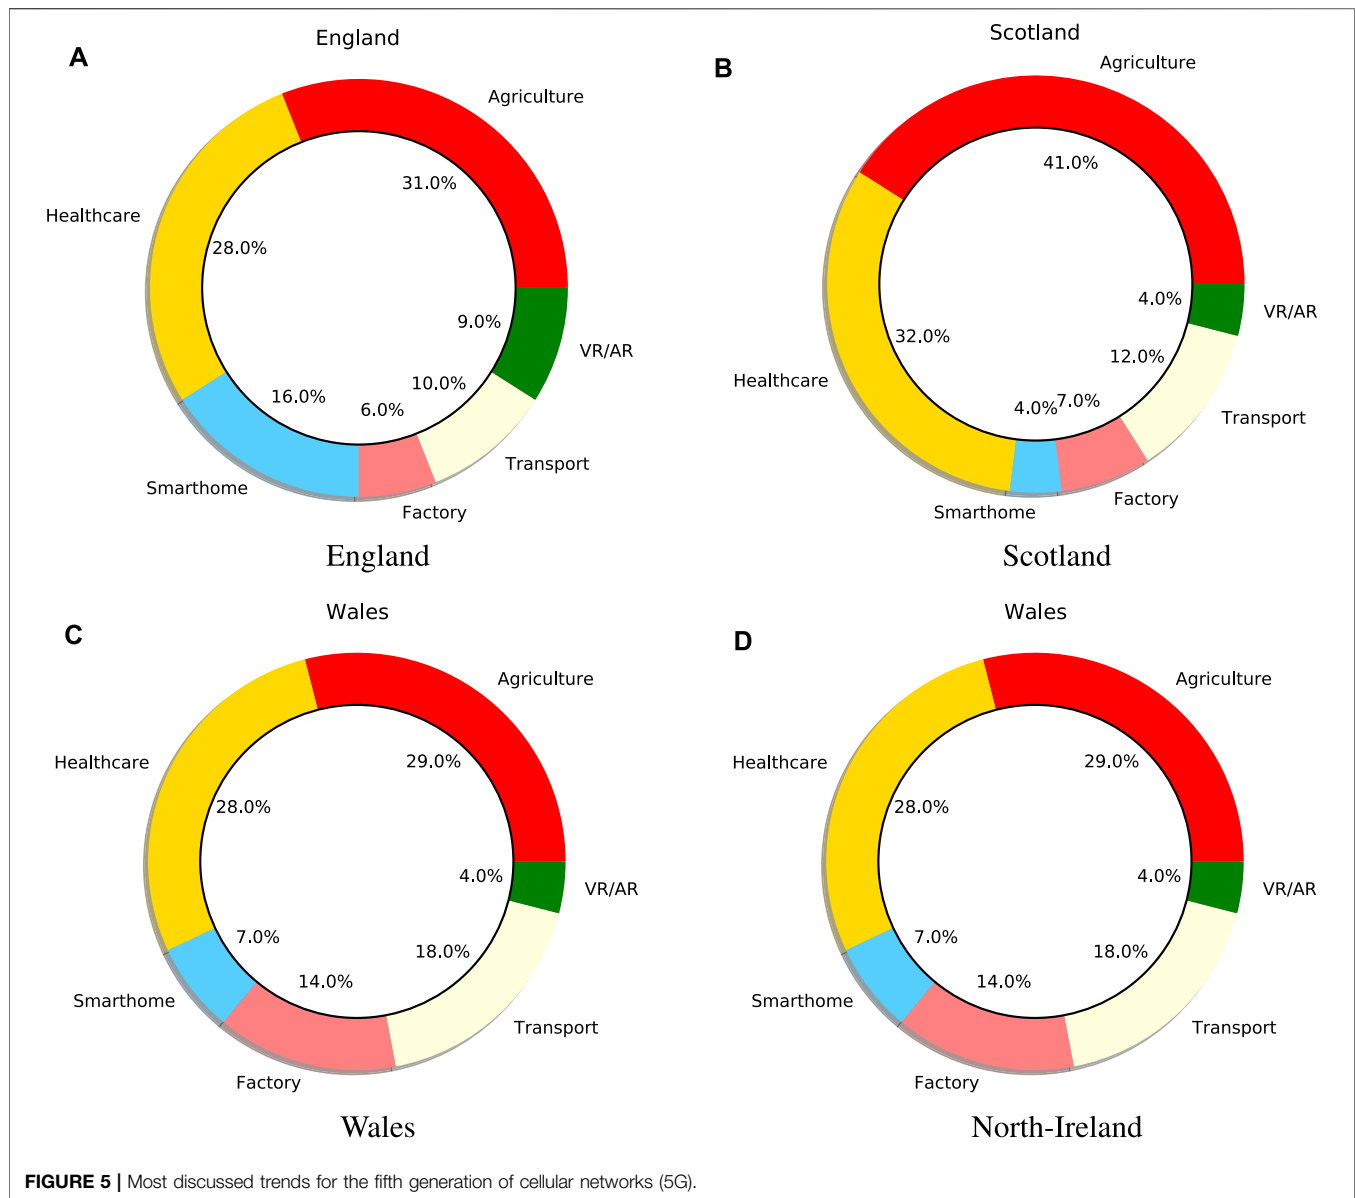 A
England
Agriculture
31.0%
Healthcare
28.0%
9.0%
VR/AR
10.0%
16.0%
6.0%
Transport
Smarthome
Factory
England
B
Scotland
Agriculture
41.0%
4.0%
VR/AR
32.0%
12.0%
Healthcare
4.0%
7.0%
Transport
Factory
Smarthome
Scotland
C
Wales
Agriculture
29.0%
Healthcare
28.0%
4.0%
VR/AR
7.0%
18.0%
14.0%
Smarthome
Transport
Factory
Wales
D
Wales
Agriculture
29.0%
Healthcare
28.0%
4.0%
VR/AR
7.0%
18.0%
14.0%
Smarthome
Transport
Factory
North-Ireland
FIGURE 5 | Most discussed trends for the fifth generation of cellular networks (5G).